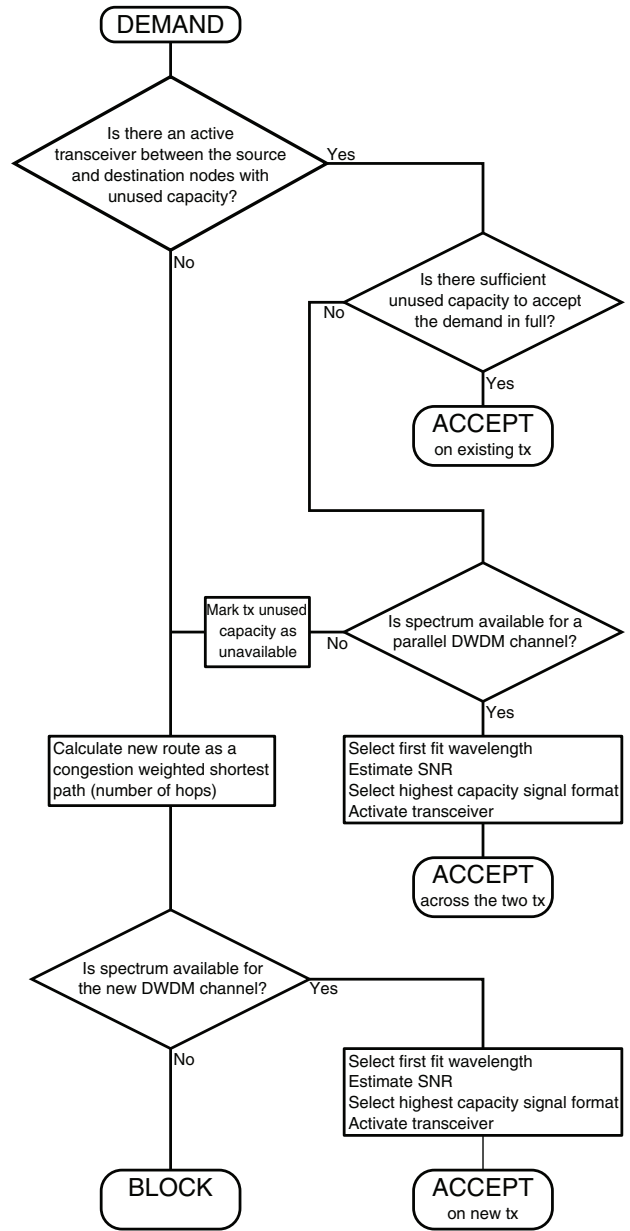 DEMAND
Is there an active
transceiver between the source
and destination nodes with
unused capacity?
Yes
No
Is there sufficient
unused capacity to accept
the demand in full?
No
Yes
ACCEPT
on existing tx
Mark tx unused
capacity as
unavailable
Is spectrum available for a
parallel DWDM channel?
No
Yes
Calculate new route as a
congestion weighted shortest
path (number of hops)
Select first fit wavelength
Estimate SNR
Select highest capacity signal format
Activate transceiver
ACCEPT
across the two tx
Is spectrum available for
the new DWDM channel?
Yes
No
Select first fit wavelength
Estimate SNR
Select highest capacity signal format
Activate transceiver
BLOCK
ACCEPT
on new tx